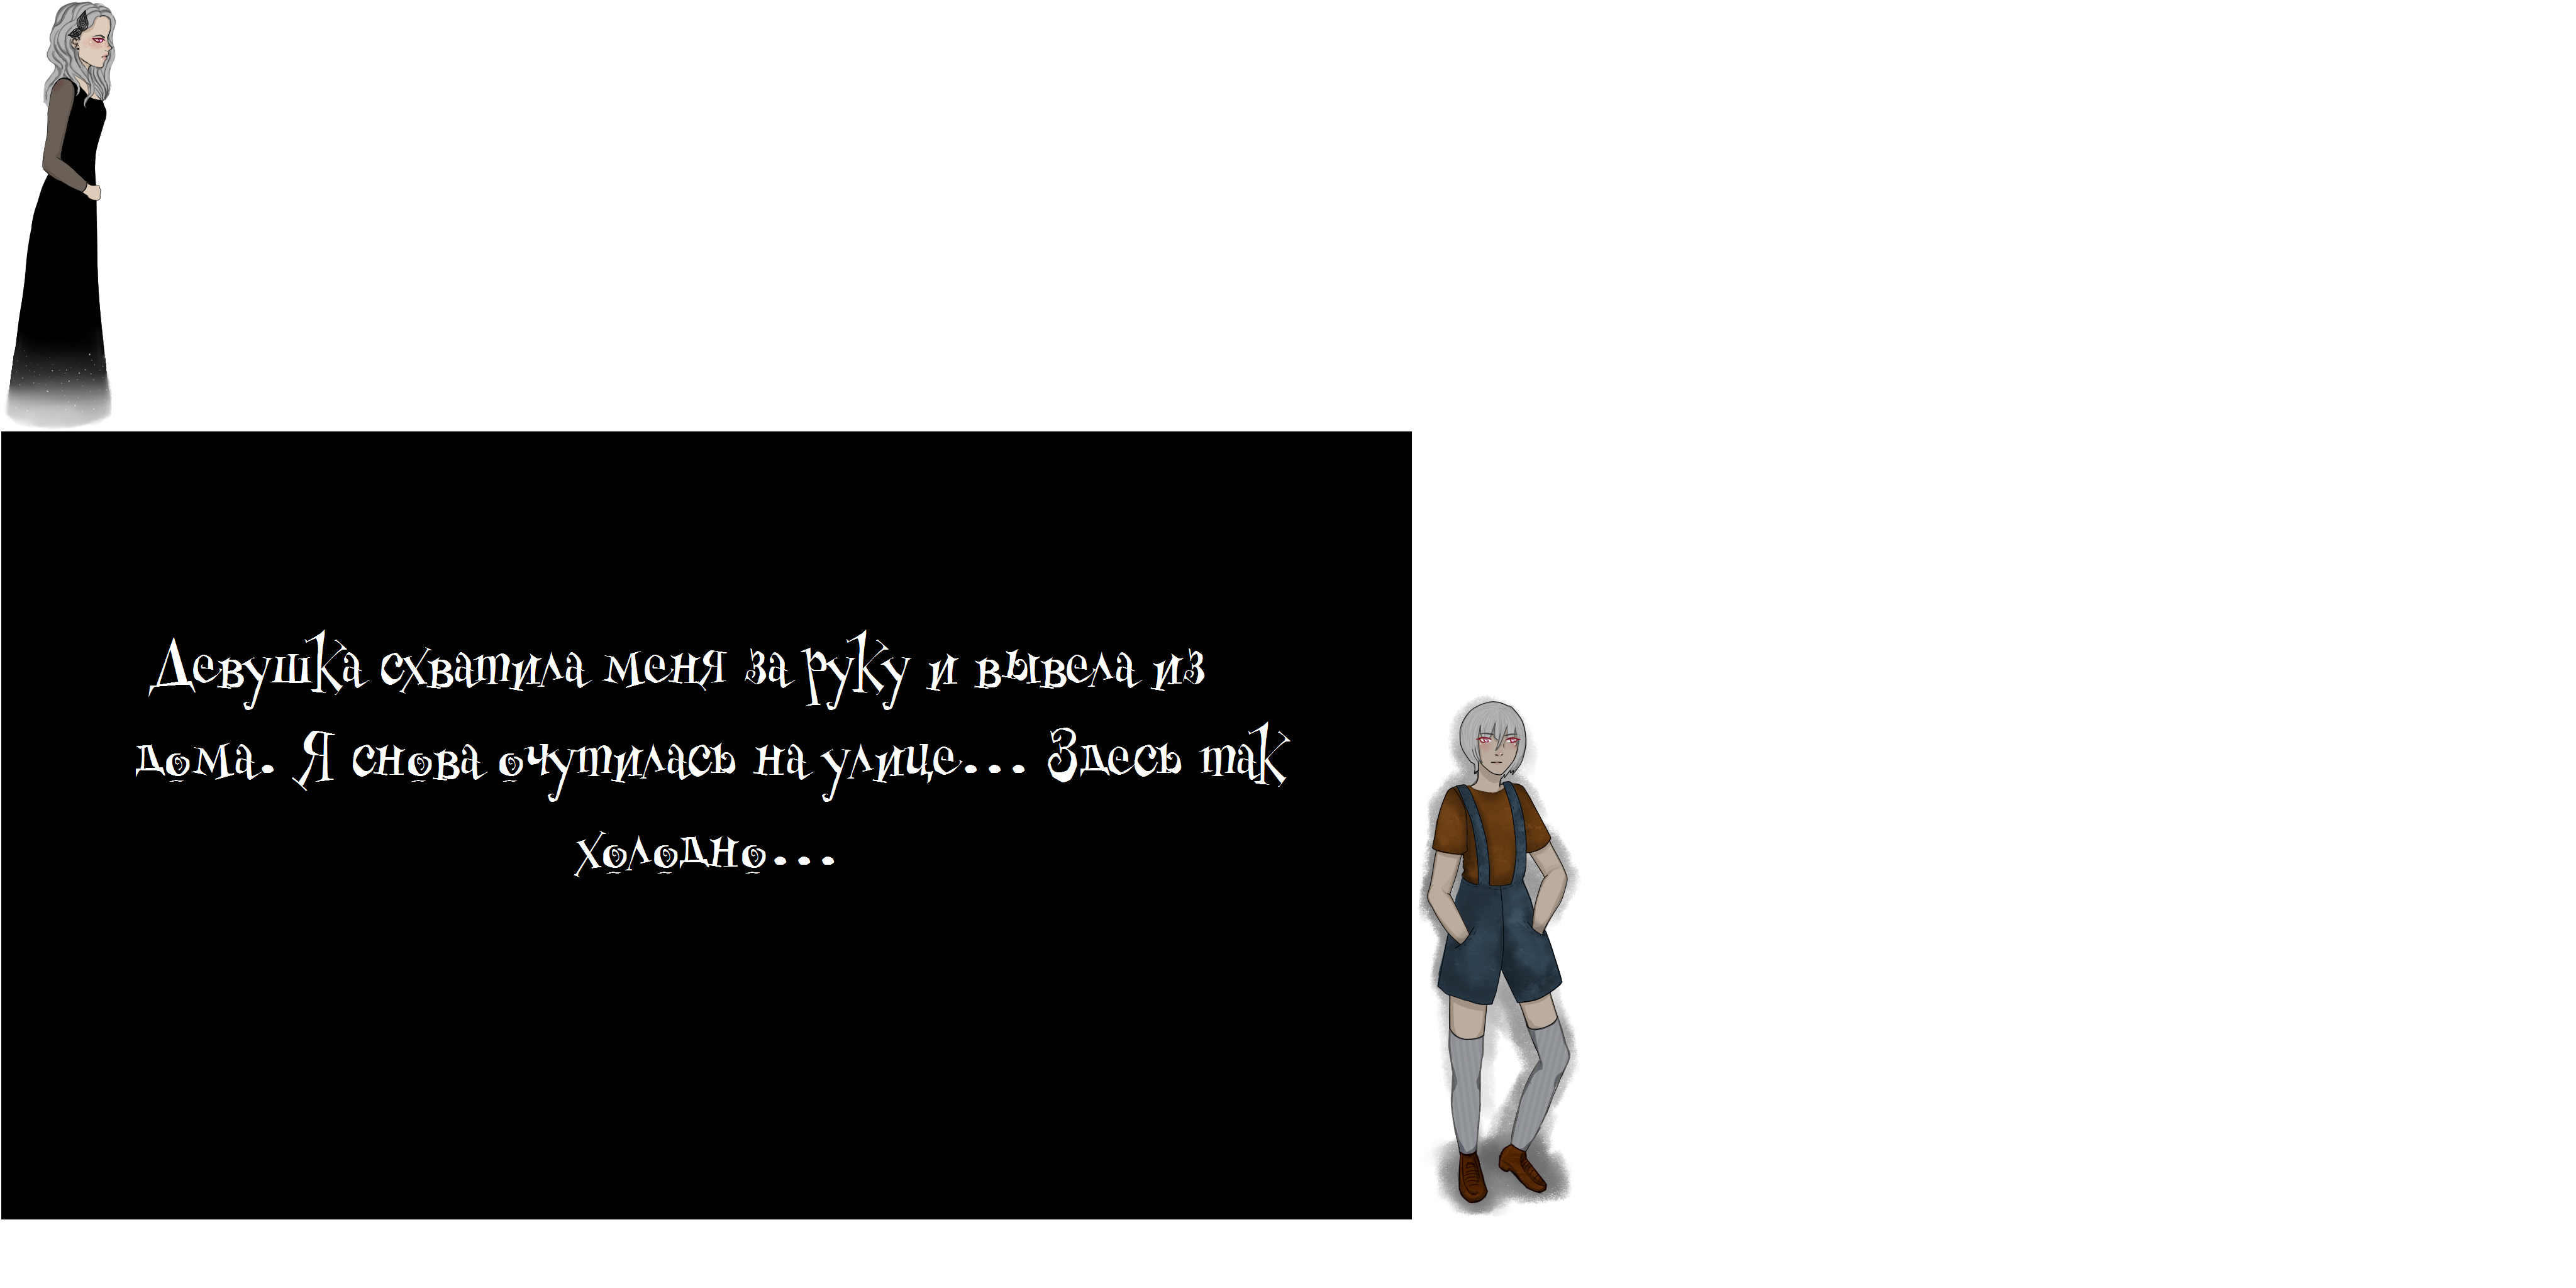 Девушка схватила меня за руку и вывела из
дома. Я снова очутилась на улице... Здесь так
холодно...